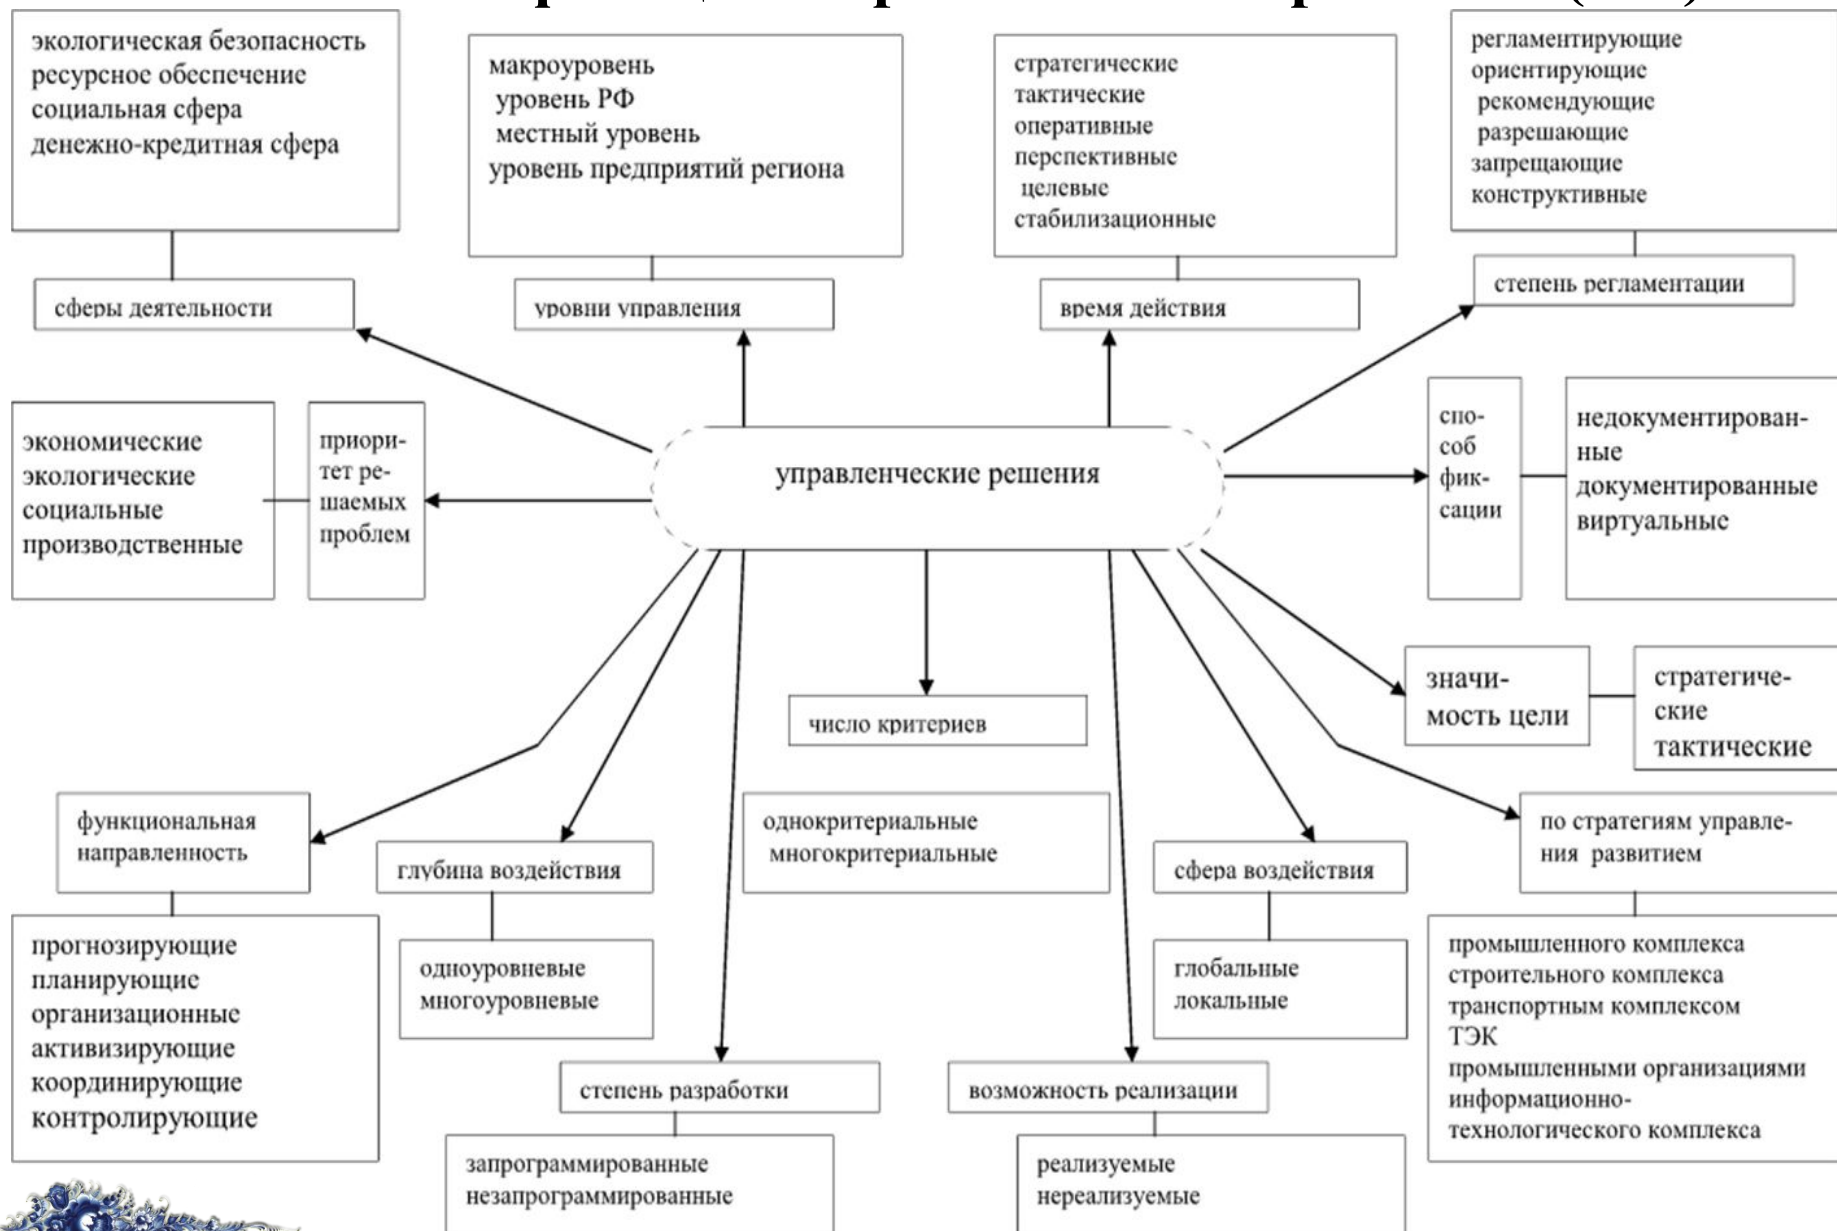 экологическая безопасность
ресурсное обеспечение
социальная сфера
денежно-кредитная сфера
макроуровень
уровень РФ
местный уровень
уровень предприятий региона
стратегические
тактические
оперативные
перспективные
целевые
стабилизационные
регламентирующие
ориентирующие
рекомендующие
разрешающие
запрещающие
конструктивные
сферы деятельности
уровни управления
время действия
степень регламентации
экономические
экологические
социальные
производственные
приори-
тет ре-
шаемых
проблем
управленческие решения
спо-
соб
фик-
сации
недокументирован-
ные
документированные
виртуальные
значи-
мость цели
стратегиче-
ские
тактические
число критериев
однокритериальные
многокритериальные
функциональная
направленность
прогнозирующие
планирующие
организационные
активизирующие
координирующие
контролирующие
глубина воздействия
одноуровневые
многоуровневые
степень разработки
запрограммированные
незапрограммированные
возможность реализации
реализуемые
нереализуемые
сфера воздействия
глобальные
локальные
по стратегиям управле-
ния развитием
промышленного комплекса
строительного комплекса
транспортным комплексом
ТЭК
промышленными организациями
информационно-
технологического комплекса